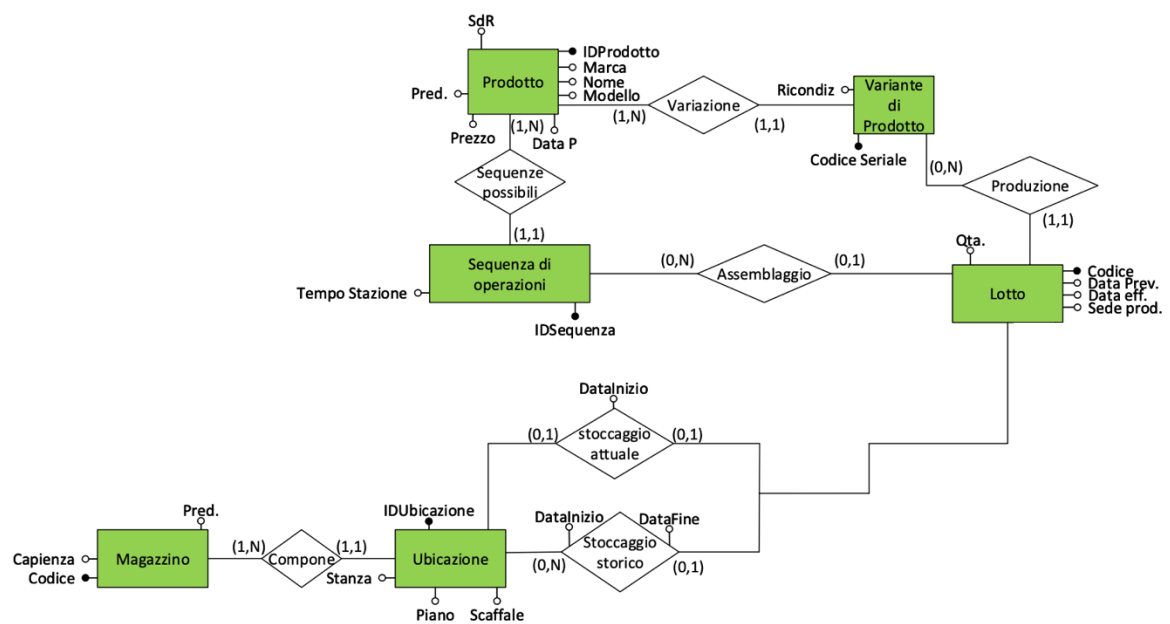 SdR
IDProdotto
Marca
Nome
Modello
Prodotto
Pred.
Prezzo
(1,N)
Data P
(1,N)
Variazione
(1,1)
Ricondiz
Variante
di
Prodotto
Codice Seriale
(0,N)
Produzione
(1,1)
Sequenze
possibili
(1,1)
Sequenza di
operazioni
Tempo Stazione
IDSequenza
(0,N)
Assemblaggio
(0,1)
Qta.
Lotto
Codice
Data Prev.
Data eff.
Sede prod.
DataInizio
(0,1)
stoccaggio
attuale
(0,1)
DataInizio
DataFine
(0,N)
Stoccaggio
storico
(0,1)
Pred.
Capienza
Codice
Magazzino
(1,N)
Compone
(1,1)
IDUbicazione
Ubicazione
Stanza
Piano
Scaffale